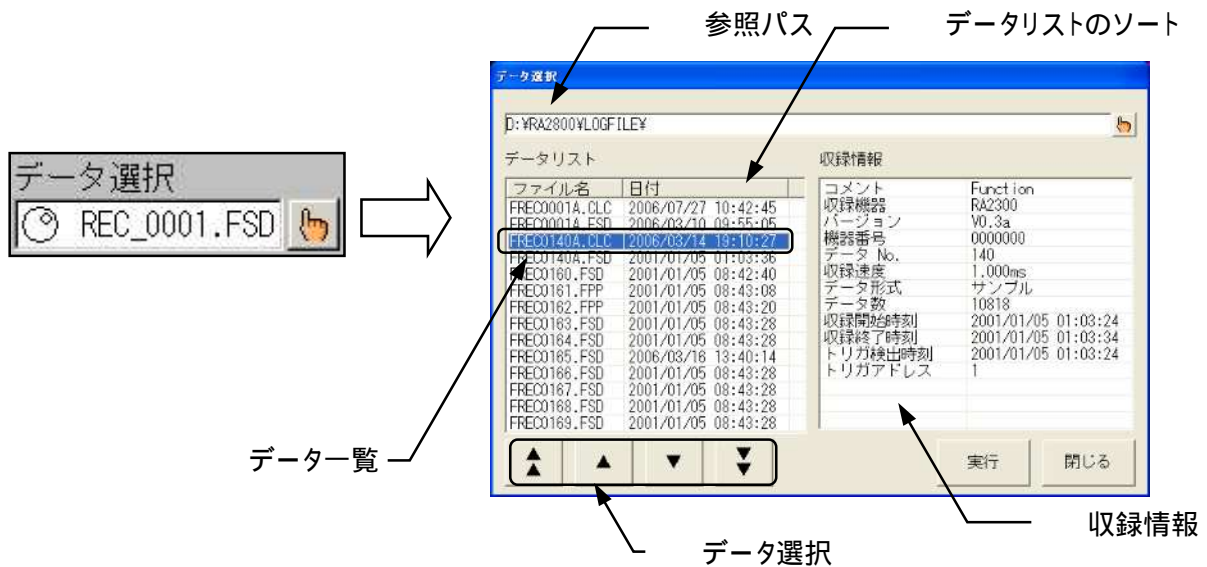 参照パス
データリストのソート
データ選択
REC_0001.FSD
データ選択
D:¥RA2800¥LOGFILE¥
データリスト
収録情報
ファイル名 日付
FREC0001A.CLC 2006/07/27 10:42:45
FREC0001A.FSD 2006/03/10 09:55:05
FREC0140A.CLC 2006/03/14 19:10:27
FREC0140A.FSD 2001/01/05 01:03:36
FREC0160.FSD 2001/01/05 08:42:40
FREC0161.FPP 2001/01/05 08:43:08
FREC0162.FPP 2001/01/05 08:43:20
FREC0163.FSD 2001/01/05 08:43:28
FREC0164.FSD 2001/01/05 08:43:28
FREC0165.FSD 2006/03/16 13:40:14
FREC0166.FSD 2001/01/05 08:43:28
FREC0167.FSD 2001/01/05 08:43:28
FREC0168.FSD 2001/01/05 08:43:28
FREC0169.FSD 2001/01/05 08:43:28
コメント Function
収録機器 RA2300
バージョン V0.3a
機器番号 0000000
データ No. 140
収録速度 1.000ms
データ形式 サンプル
データ数 10818
収録開始時刻 2001/01/05 01:03:24
収録終了時刻 2001/01/05 01:03:34
トリガ検出時刻 2001/01/05 01:03:24
トリガアドレス 1
データ一覧
実行
閉じる
収録情報
データ選択